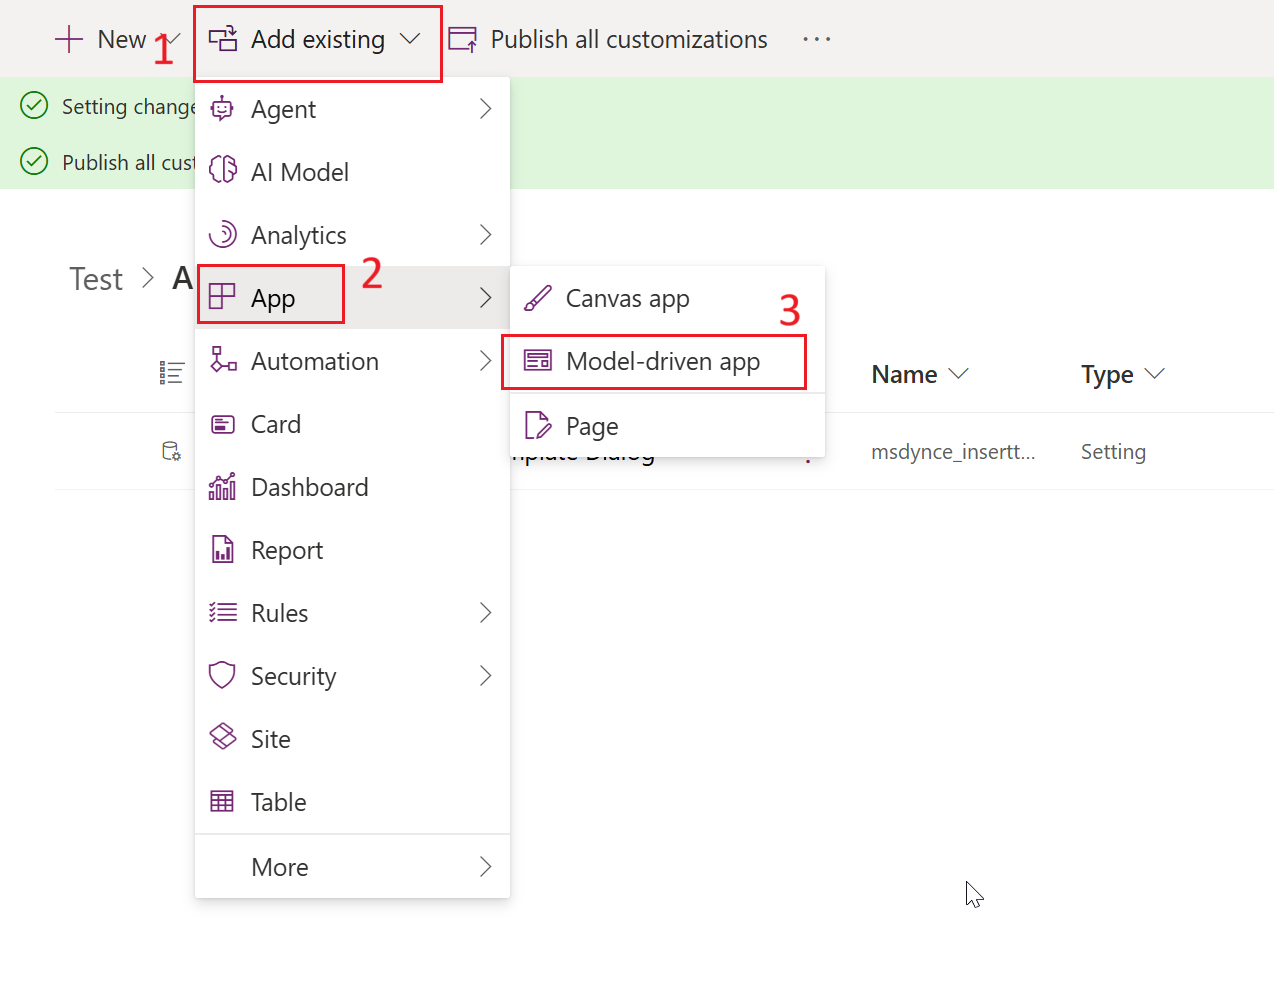 New 1 Add existing Publish all customizations ...
Agent
Setting change
AI Model
Publish all cust
Analytics
Test > A
App 2
Canvas app 3
Automation
Model-driven app
Name Type
Card
Page
Dialog
msdynce_insertt... Setting
Dashboard
Report
Rules
Security
Site
Table
More